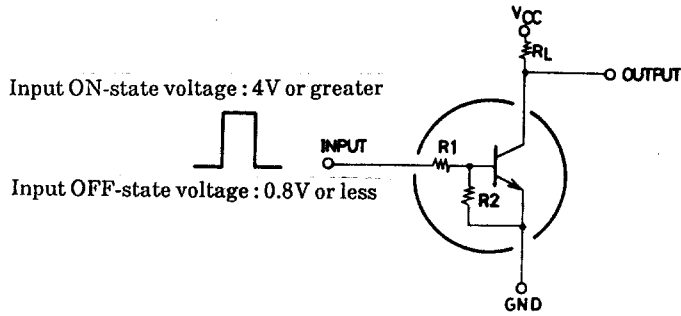 VCC
RL
OUTPUT
Input ON-state voltage : 4V or greater
INPUT
R1
Input OFF-state voltage : 0.8V or less
R2
GND